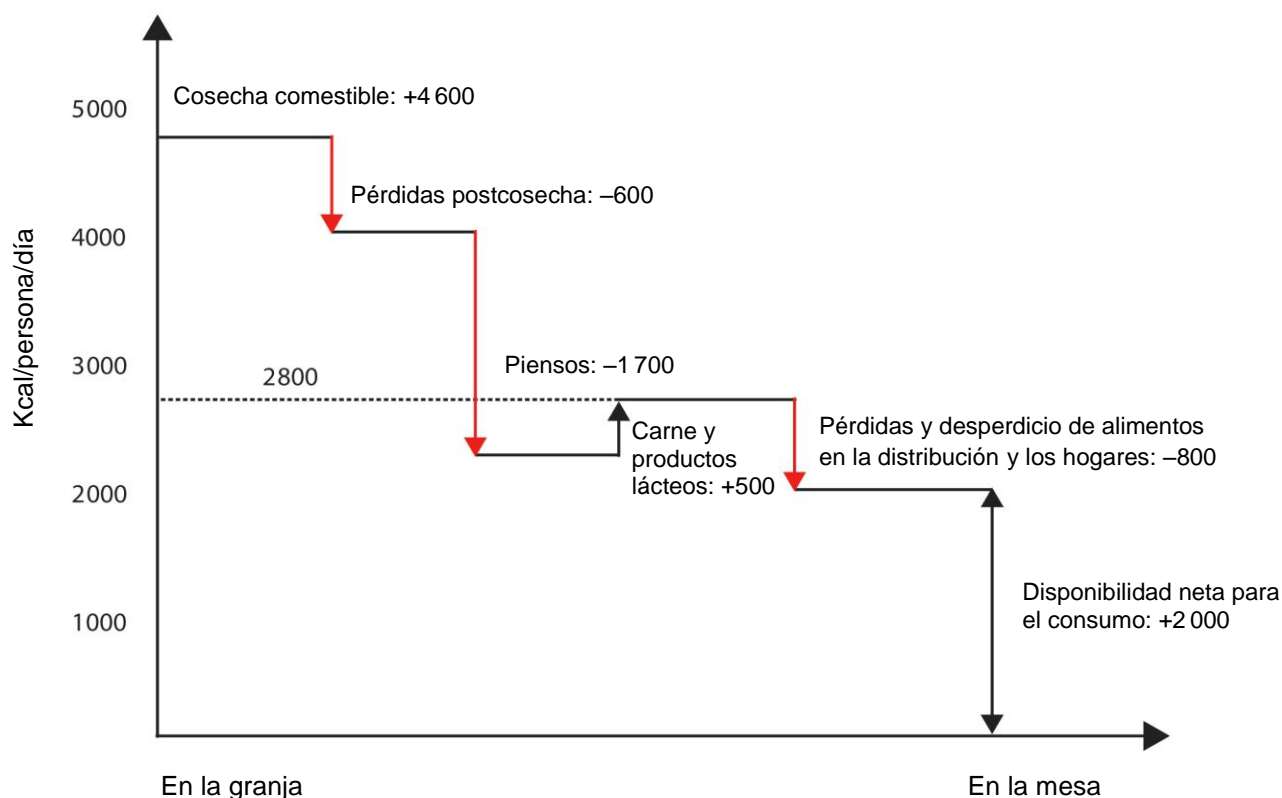 5000
Cosecha comestible: +4 600
Pérdidas postcosecha: –600
4000
3000
2800
Piensos: –1 700
Carne y
productos
lácteos: +500
Pérdidas y desperdicio de alimentos
en la distribución y los hogares: –800
2000
Disponibilidad neta para
el consumo: +2 000
1000
Kcal/persona/día
En la granja
En la mesa